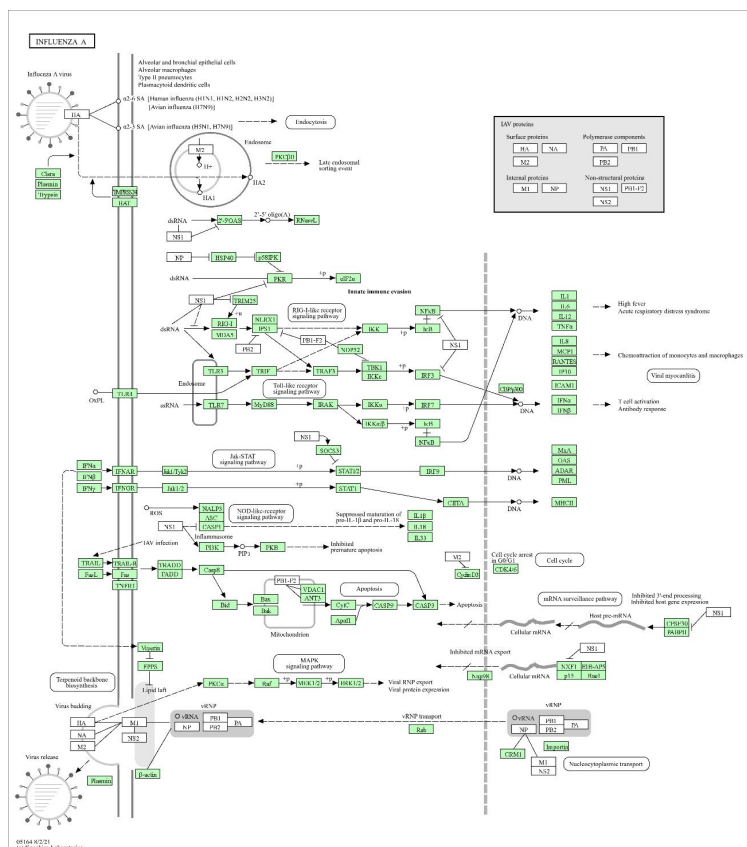 INFLUENZA A
Influenza A virus
Alveolar and bronchial epithelial cells
Alveolar macrophages
Type II pneumocytes
Plasmacytoid dendritic cells
HA
α2-6 SA [Human influenza (H1N1, H1N2, H2N2, H3N2)]
[Avian influenza (H7N9)]
α2-3 SA [Avian influenza (H5N1, H7N9)]
Endocytosis
Endosome
M2
H+
HA1
HA2
PKCβII
Late endosomal
sorting event
Clara
Plasmin
Trypsin
HAT
IAV proteins
Surface proteins
HA NA
M2
Polymerase components
PA PB1
PB2
Internal proteins
M1 NP
Non-structural proteins
NS1 PB1-F2
NS2
dsRNA
NS1
2'-5'OAS
2'-5' oligo(A)
RNaseL
NP
HSP40
p58IPK
dsRNA
PKR
+p
eIF2α
Innate immune evasion
NS1
TRIM25
+u
dsRNA
RIG-I
MDA5
NLRX1
IPS1
PB2
RIG-I-like receptor
signaling pathway
PB1-F2
NOD52
IKK
+p
NFκB
IκB
NS1
DNA
Endosome
TLR3
TRIF
TRAF3
TBK1
IKKε
+p
IRF3
OxPL
TLR4
Toll-like receptor
signaling pathway
ssRNA
TLR7
MyD88
IRAK
IKKα
+p
IRF7
IKKα/β
+p
IκB
NFκB
CBP/p300
DNA
IL1
IL6
IL12
TNFα
High fever
Acute respiratory distress syndrome
IL8
MCP1
RANTES
IP10
Chemoattraction of monocytes and macrophages
ICAM1
Viral myocarditis
IFNα
IFNβ
T cell activation
Antibody response
NS1
SOCS3
IFNα
IFNβ
IFNγ
IFNAR
IFNGR
Jak1/Tyk2
Jak1/2
Jak-STAT
signaling pathway
+p
STAT1/2
IRF9
DNA
+p
STAT1
CIITA
DNA
MxA
OAS
ADAR
PML
MHCII
ROS
NALP3
ASC
CASP1
NS1
Inflammasome
NOD-like-receptor
signaling pathway
Suppressed maturation of
pro-IL-1β and pro-IL-18
IL1β
IL18
IL33
PI3K
PIP3
PKB
Inhibited
premature apoptosis
IAV infection
TRAIL
FasL
TRAILR
Fas
TNFR1
TRADD
FADD
Casp8
Bid
Bax
Bak
PB1-F2
VDAC1
ANT3
Mitochondrion
Apoptosis
CytC
Apaf1
CASP9
CASP3
Apoptosis
M2
CyclinD3
Cell cycle arrest
in G0/G1
CDK4/6
Cell cycle
mRNA surveillance pathway
Inhibited 3'-end processing
Inhibited host gene expression
Host pre-mRNA
NS1
CPSF30
PABPII
Cellular mRNA
Inhibited mRNA export
NS1
Nup98
Cellular mRNA
NXF1
p15
E1B-AP5
Rae1
Viperin
FPPS
Lipid laft
Terpenoid backbone
biosynthesis
MAPK
signaling pathway
PKCα
Raf
+p
MEK1/2
+p
ERK1/2
Viral RNP export
Viral protein expression
Virus budding
HA
NA
M2
M1
NS2
vRNP
vRNA
NP
PB1
PB2
PA
vRNP transport
Rab
vRNP
vRNA
NP
PB1
PB2
PA
CRM1
Importin
M1
NS2
Nucleocytoplasmic transport
Virus release
Plasmin
β-actin
05164 8/2/21